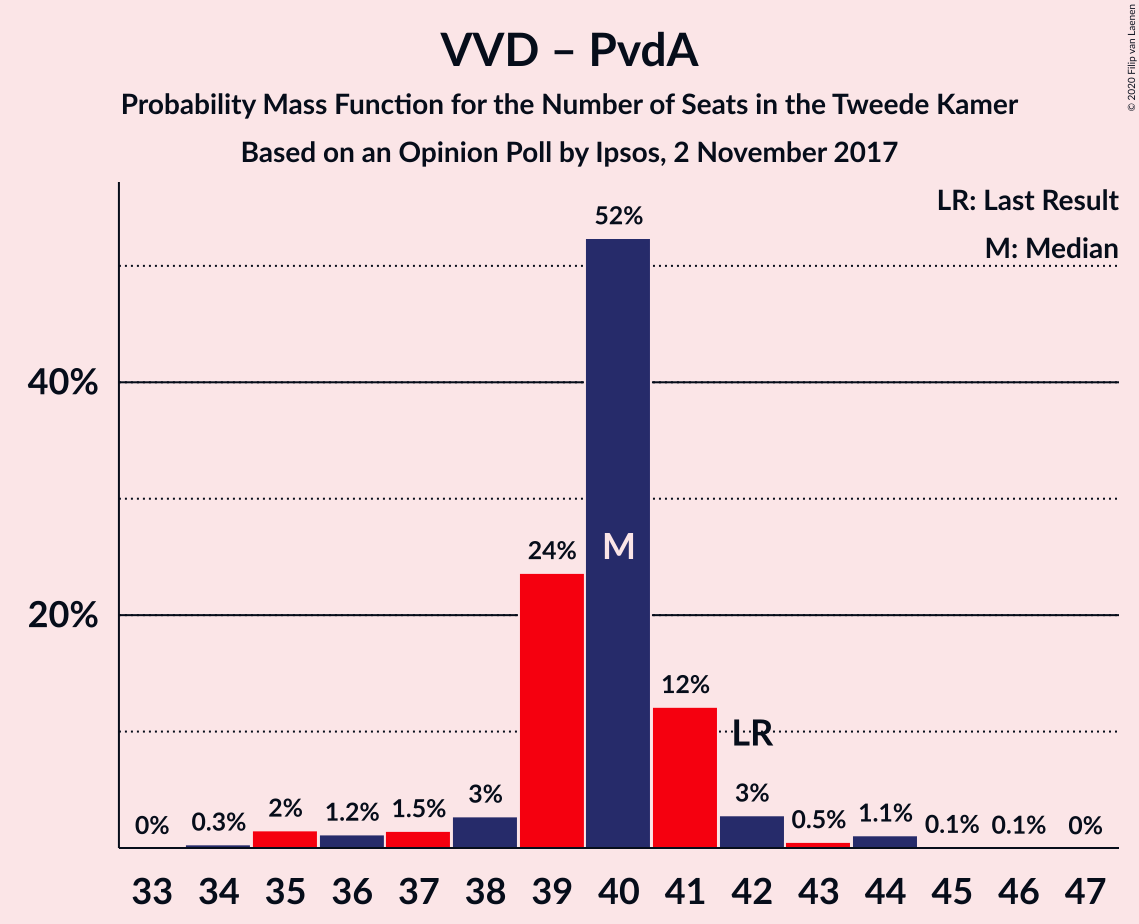 VVD – PvdA
Probability Mass Function for the Number of Seats in the Tweede Kamer
Based on an Opinion Poll by Ipsos, 2 November 2017
© 2020 Filip van Laenen
LR: Last Result
M: Median
40%
20%
0%
0.3%
2%
1.2%
1.5%
3%
24%
52%
12%
3%
0.5%
1.1%
0.1%
0.1%
0%
M
LR
33 34 35 36 37 38 39 40 41 42 43 44 45 46 47